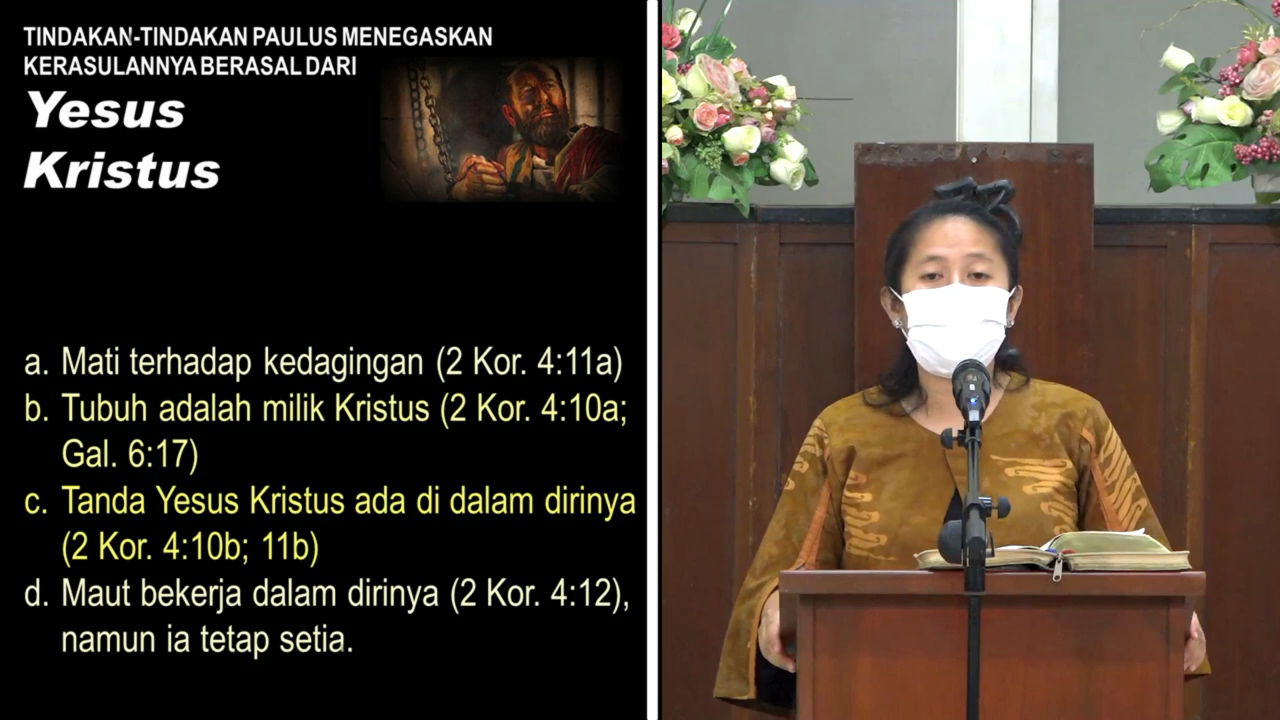 TINDAKAN-TINDAKAN PAULUS MENEGASKAN
KERASULANNYA BERASAL DARI
Yesus
Kristus
a. Mati terhadap kedagingan (2 Kor. 4:11a)
b. Tubuh adalah milik Kristus (2 Kor. 4:10a;
Gal. 6:17)
c. Tanda Yesus Kristus ada di dalam dirinya
(2 Kor. 4:10b; 11b)
d. Maut bekerja dalam dirinya (2 Kor. 4:12),
namun ia tetap setia.